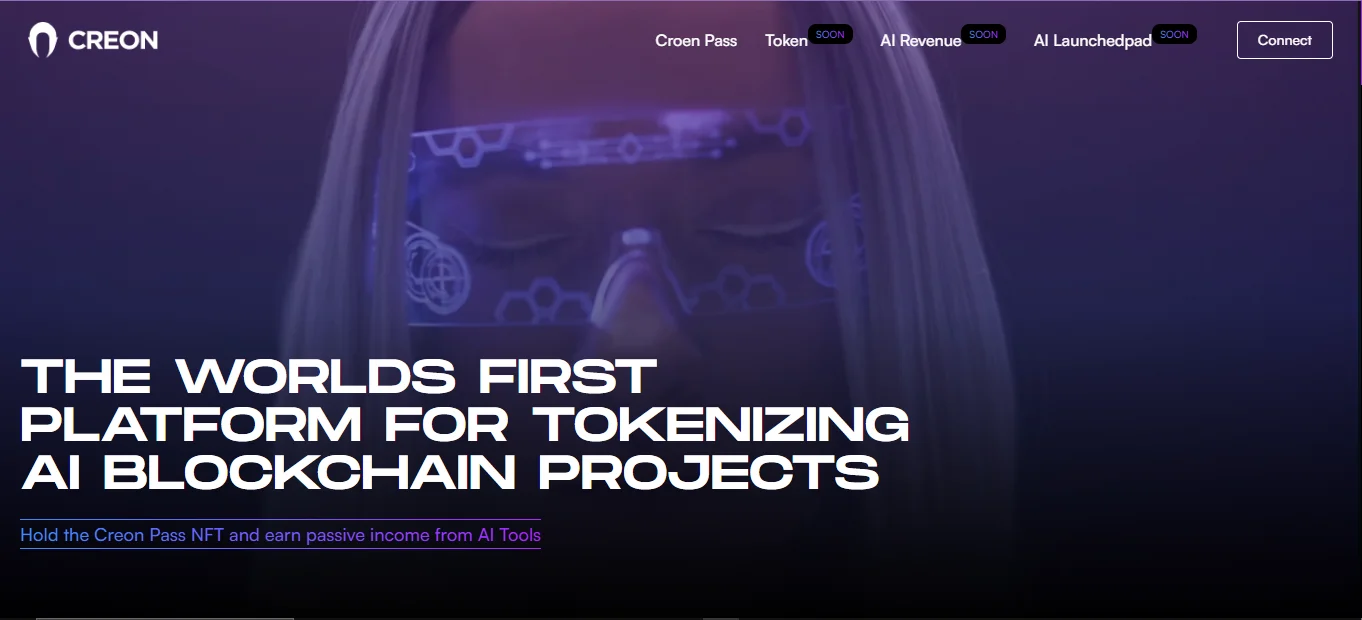 CREON
Croen Pass
Token SOON
AI Revenue SOON
AI Launchedpad SOON
Connect
THE WORLDS FIRST
PLATFORM FOR TOKENIZING
AI BLOCKCHAIN PROJECTS
Hold the Creon Pass NFT and earn passive income from AI Tools